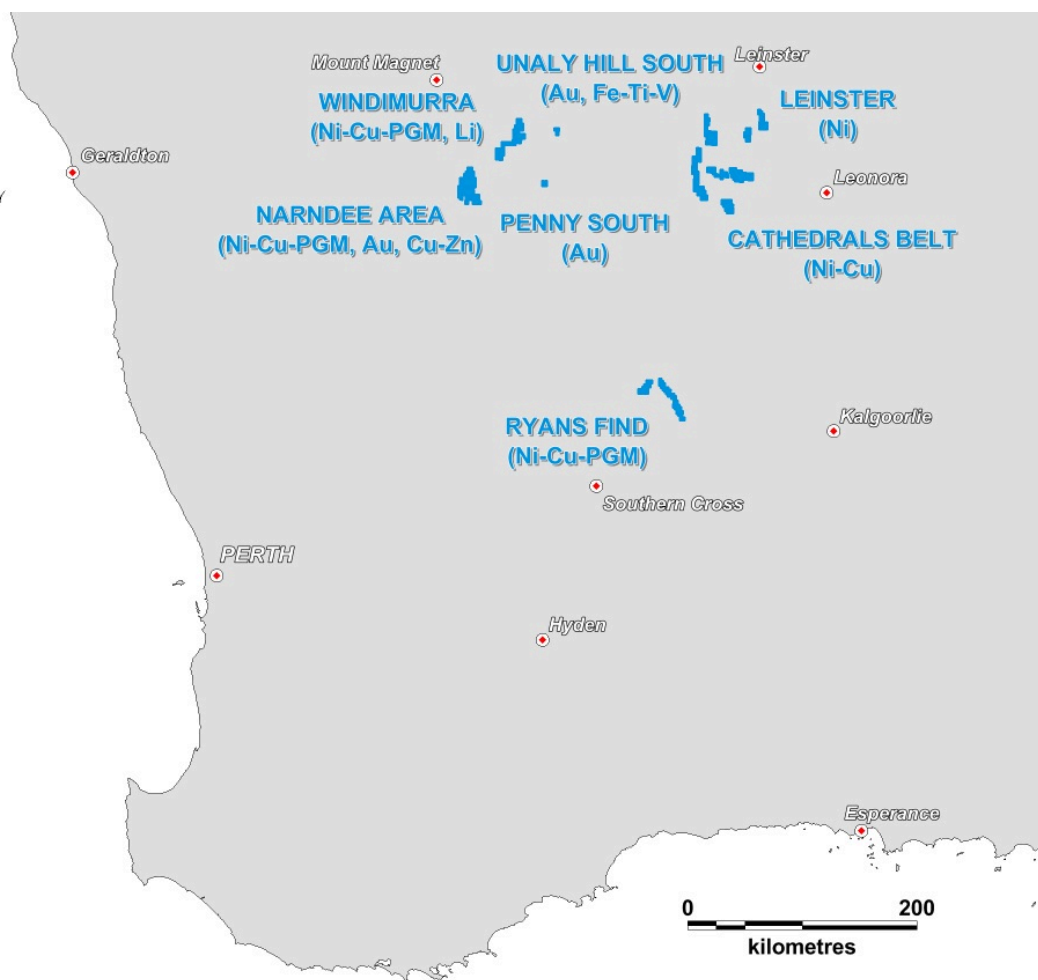 Leinster
Mount Magnet
UNALY HILL SOUTH
(Au, Fe-Ti-V)
WINDIMURRA
(Ni-Cu-PGM, Li)
LEINSTER
(Ni)
Geraldton
Leonora
NARNDEE AREA
(Ni-Cu-PGM, Au, Cu-Zn)
PENNY SOUTH
(Au)
CATHEDRALS BELT
(Ni-Cu)
RYANS FIND
(Ni-Cu-PGM)
Kalgoorlie
Southern Cross
PERTH
Hyden
Esperance
0 200
kilometres